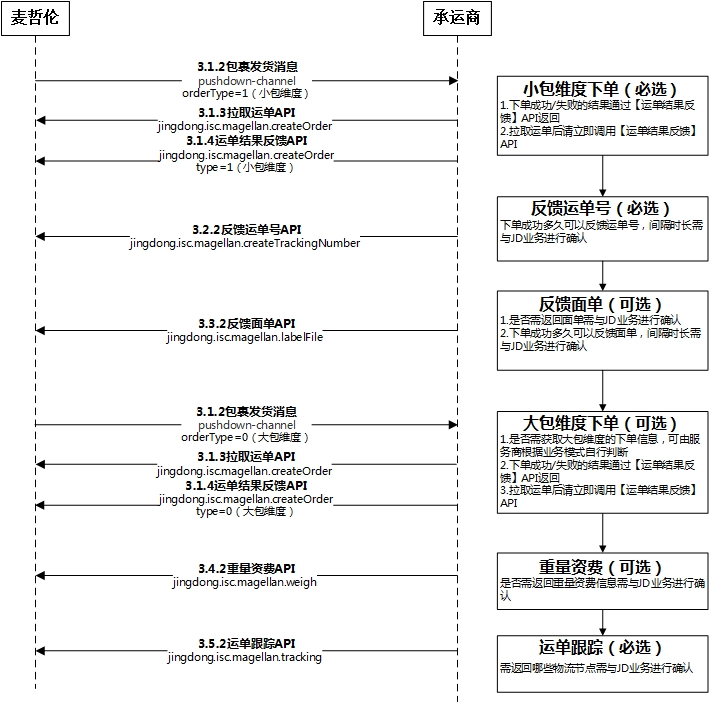 麦哲伦
承运商
3.1.2包裹发货消息
pushdown-channel
orderType=1（小包维度）
3.1.3拉取运单API
jingdong.isc.magellan.createOrder
3.1.4运单结果反馈API
jingdong.isc.magellan.createOrder
type=1（小包维度）
3.2.2反馈运单号API
jingdong.isc.magellan.createTrackingNumber
3.3.2反馈面单API
jingdong.isc.magellan.labelFile
3.1.2包裹发货消息
pushdown-channel
orderType=0（大包维度）
3.1.3拉取运单API
jingdong.isc.magellan.createOrder
3.1.4运单结果反馈API
jingdong.isc.magellan.createOrder
type=0（大包维度）
3.4.2重量资费API
jingdong.isc.magellan.weigh
3.5.2运单跟踪API
jingdong.isc.magellan.tracking
小包维度下单（必选）
1.下单成功/失败的结果通过【运单结果反
馈】API返回
2.拉取运单后请立即调用【运单结果反馈】
API
反馈运单号（必选）
下单成功多久可以反馈运单号，间隔时长需
与JD业务进行确认
反馈面单（可选）
1.是否需返回面单需与JD业务进行确认
2.下单成功多久可以反馈面单，间隔时长需
与JD业务进行确认
大包维度下单（可选）
1.是否需获取大包维度的下单信息，可由服
务商根据业务模式自行判断
2.下单成功/失败的结果通过【运单结果反
馈】API返回
3.拉取运单后请立即调用【运单结果反馈】
API
重量资费（可选）
是否需返回重量资费信息需与JD业务进行确
认
运单跟踪（必选）
需返回哪些物流节点需与JD业务进行确认